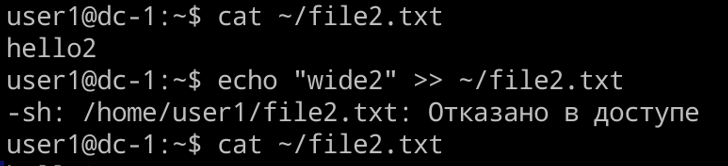 user1@dc-1:~$ cat ~/file2.txt
hello2
user1@dc-1:~$ echo "wide2" >> ~/file2.txt
-sh: /home/user1/file2.txt: Отказано в доступе
user1@dc-1:~$ cat ~/file2.txt